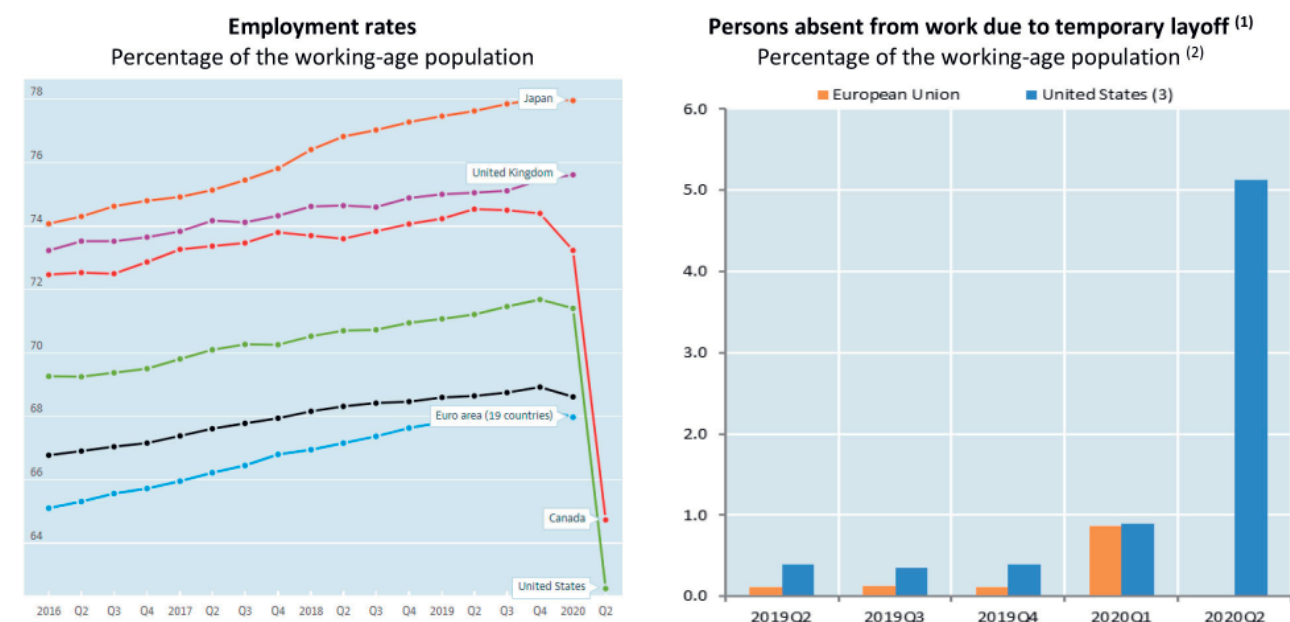 Employment rates
Percentage of the working-age population
78
76
74
72
70
68
66
64
Japan
United Kingdom
Euro area (19 countries)
Canada
United States
2016 Q2 Q3 Q4 2017 Q2 Q3 Q4 2018 Q2 Q3 Q4 2019 Q2 Q3 Q4 2020 Q2
Persons absent from work due to temporary layoff (1)
Percentage of the working-age population (2)
European Union United States (3)
6.0
5.0
4.0
3.0
2.0
1.0
0.0
2019Q2 2019Q3 2019Q4 2020Q1 2020Q2